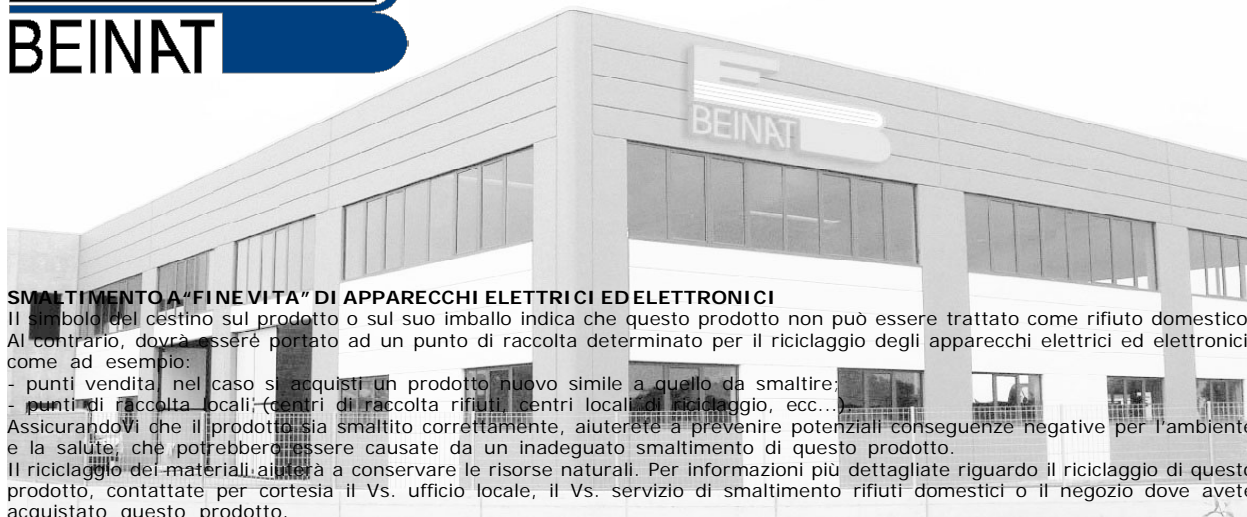 BEINAT
BEINAT
SMALTIMENTO A "FINE VITA" DI APPARECCHI ELETTRICI ED ELETTRONICI
Il simbolo del cestino sul prodotto o sul suo imballo indica che questo prodotto non può essere trattato come rifiuto domestico
Al contrario, dovrà essere portato ad un punto di raccolta determinato per il riciclaggio degli apparecchi elettrici ed elettronici
come ad esempio:
- punti vendita, nel caso si acquisti un prodotto nuovo simile a quello da smaltire;
- punti di raccolta locali, (centri di raccolta rifiuti, centri locali di riciclaggio, ecc...)
AssicurandoVi che il prodotto sia smaltito correttamente, aiuterete a prevenire potenziali conseguenze negative per l'ambiente
e la salute, che potrebbero essere causate da un inadeguato smaltimento di questo prodotto.
Il riciclaggio dei materiali aiuterà a conservare le risorse naturali. Per informazioni più dettagliate riguardo il riciclaggio di questo
prodotto, contattate per cortesia il Vs. ufficio locale, il Vs. servizio di smaltimento rifiuti domestici o il negozio dove avete
acquistato questo prodotto.